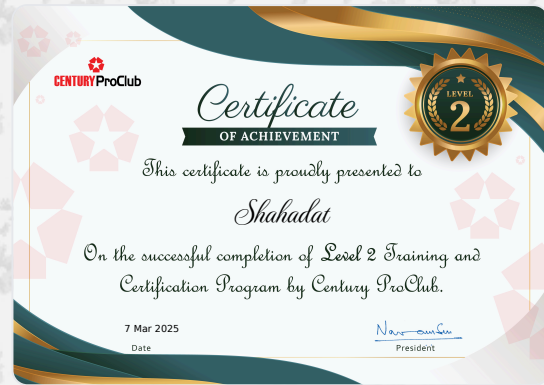 CENTURY ProClub
LEVEL
2
Certificate
OF ACHIEVEMENT
This certificate is proudly presented to
Shahadat
On the successful completion of Level 2 Training and
Certification Program by Century ProClub.
7 Mar 2025
Date
President